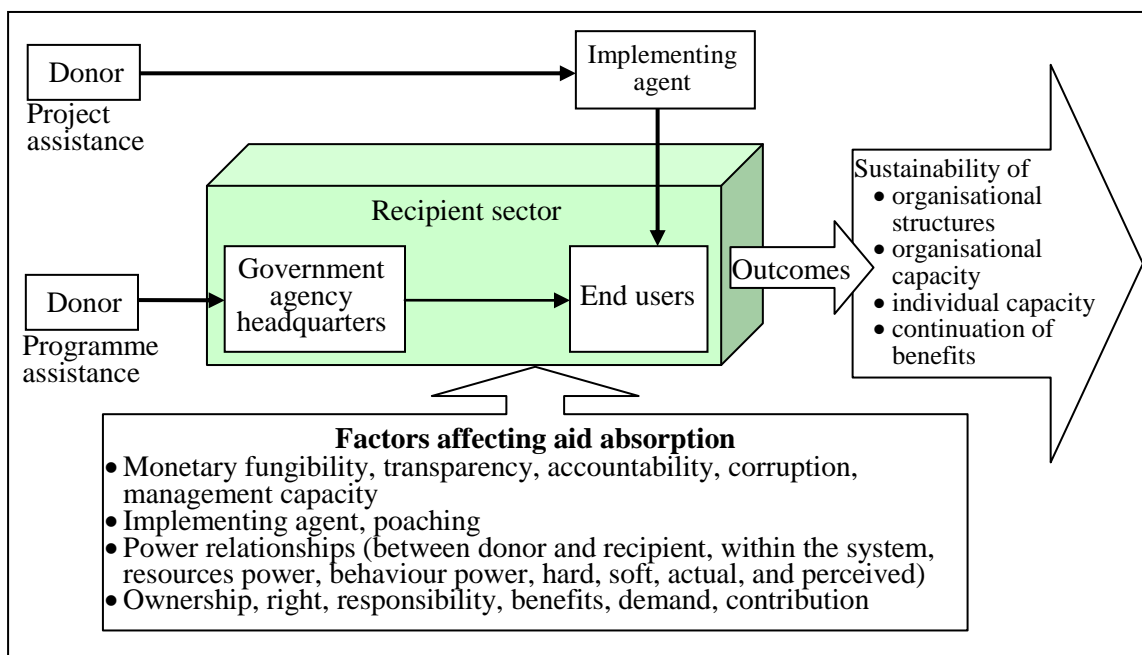 Donor
Project
assistance
Implementing
agent
Recipient sector
Donor
Programme
assistance
Government
agency
headquarters
End users
Outcomes
Sustainability of
• organisational
structures
• organisational
capacity
• individual capacity
• continuation of
benefits
Factors affecting aid absorption
• Monetary fungibility, transparency, accountability, corruption,
management capacity
• Implementing agent, poaching
• Power relationships (between donor and recipient, within the system,
resources power, behaviour power, hard, soft, actual, and perceived)
• Ownership, right, responsibility, benefits, demand, contribution